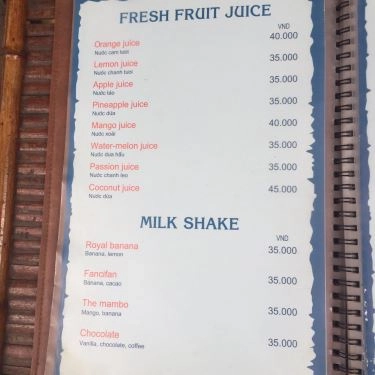 FRESH FRUIT JUICE
VND
Orange juice 40.000
Nước cam tươi
Lemon juice 35.000
Nước chanh tươi
Apple juice 35.000
Nước táo
Pineapple juice 35.000
Nước dứa
Mango juice 40.000
Nước xoài
Water-melon juice 35.000
Nước dưa hấu
Passion juice 35.000
Nước chanh leo
Coconut juice 45.000
Nước dừa
MILK SHAKE
VND
Royal banana 35.000
Banana, lemon
Fancifan 35.000
Banana, cacao
The mambo 35.000
Mango, banana
Chocolate 35.000
Vanilla, chocolate, coffee